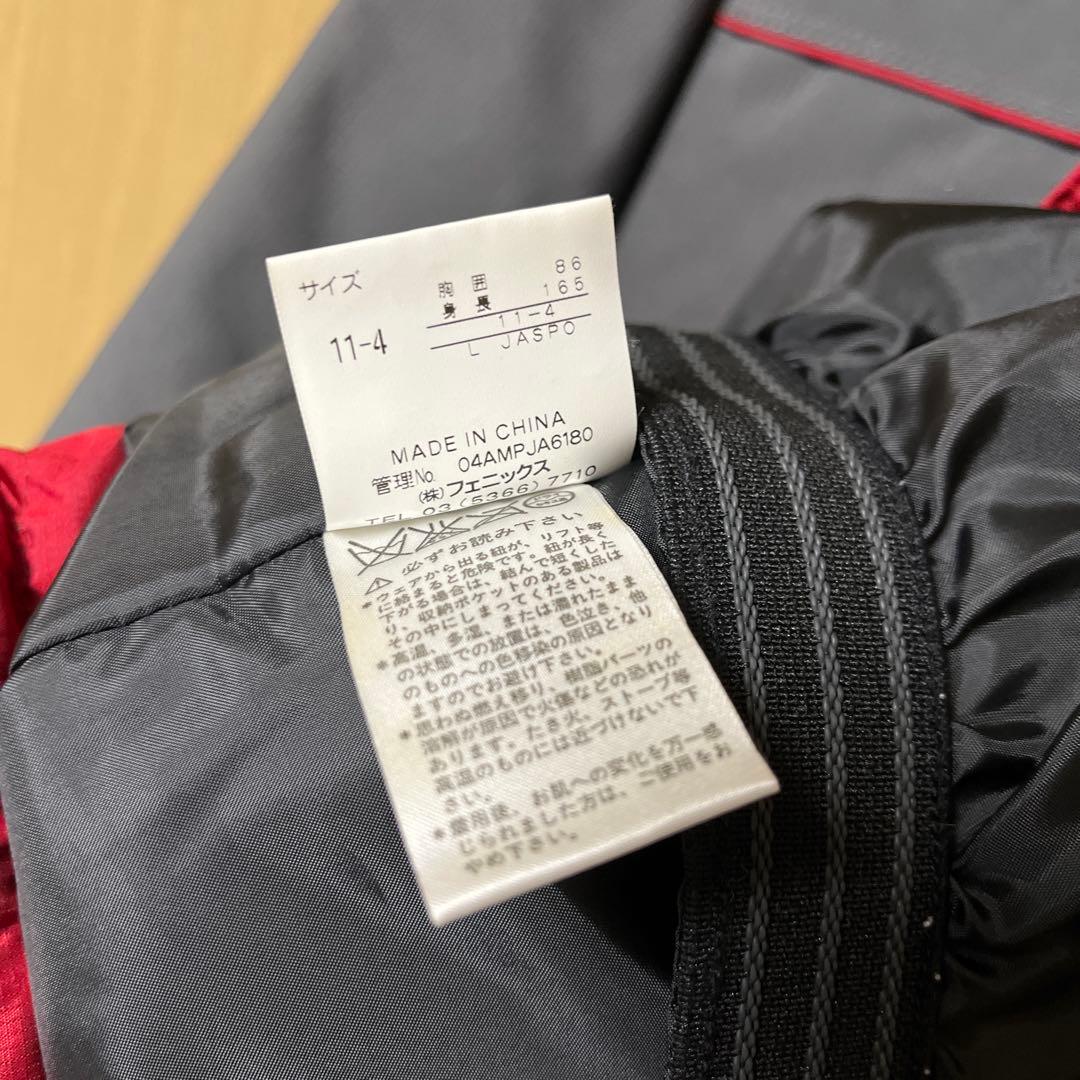 サイズ
11-4
胸囲 86
身長 165
11-4
L JASPO
MADE IN CHINA
管理No. 04AMPJA6180
(株)フェニックス
TEL 03(5366)7710
必ずお読み下さい
⚠ウェアから出る紐が、リフト等
に絡まると危険です。紐が長く
下がる場合は、結んで短くした
り、収納ポケットのある製品は
その中にしまってください。
*高温、多湿、または濡れたまま
の状態での放置は、色泣き、他
のものへの色移染の原因となり
ますのでお避け下さい。
*思わぬ燃え移り、樹脂パーツの
溶解が原因で火傷などの恐れが
あります。たき火、ストーブ等
高温のものには近づけないで下
さい。
*着用後、お肌への変化を万一感
じられました方は、ご使用をお
やめ下さい。